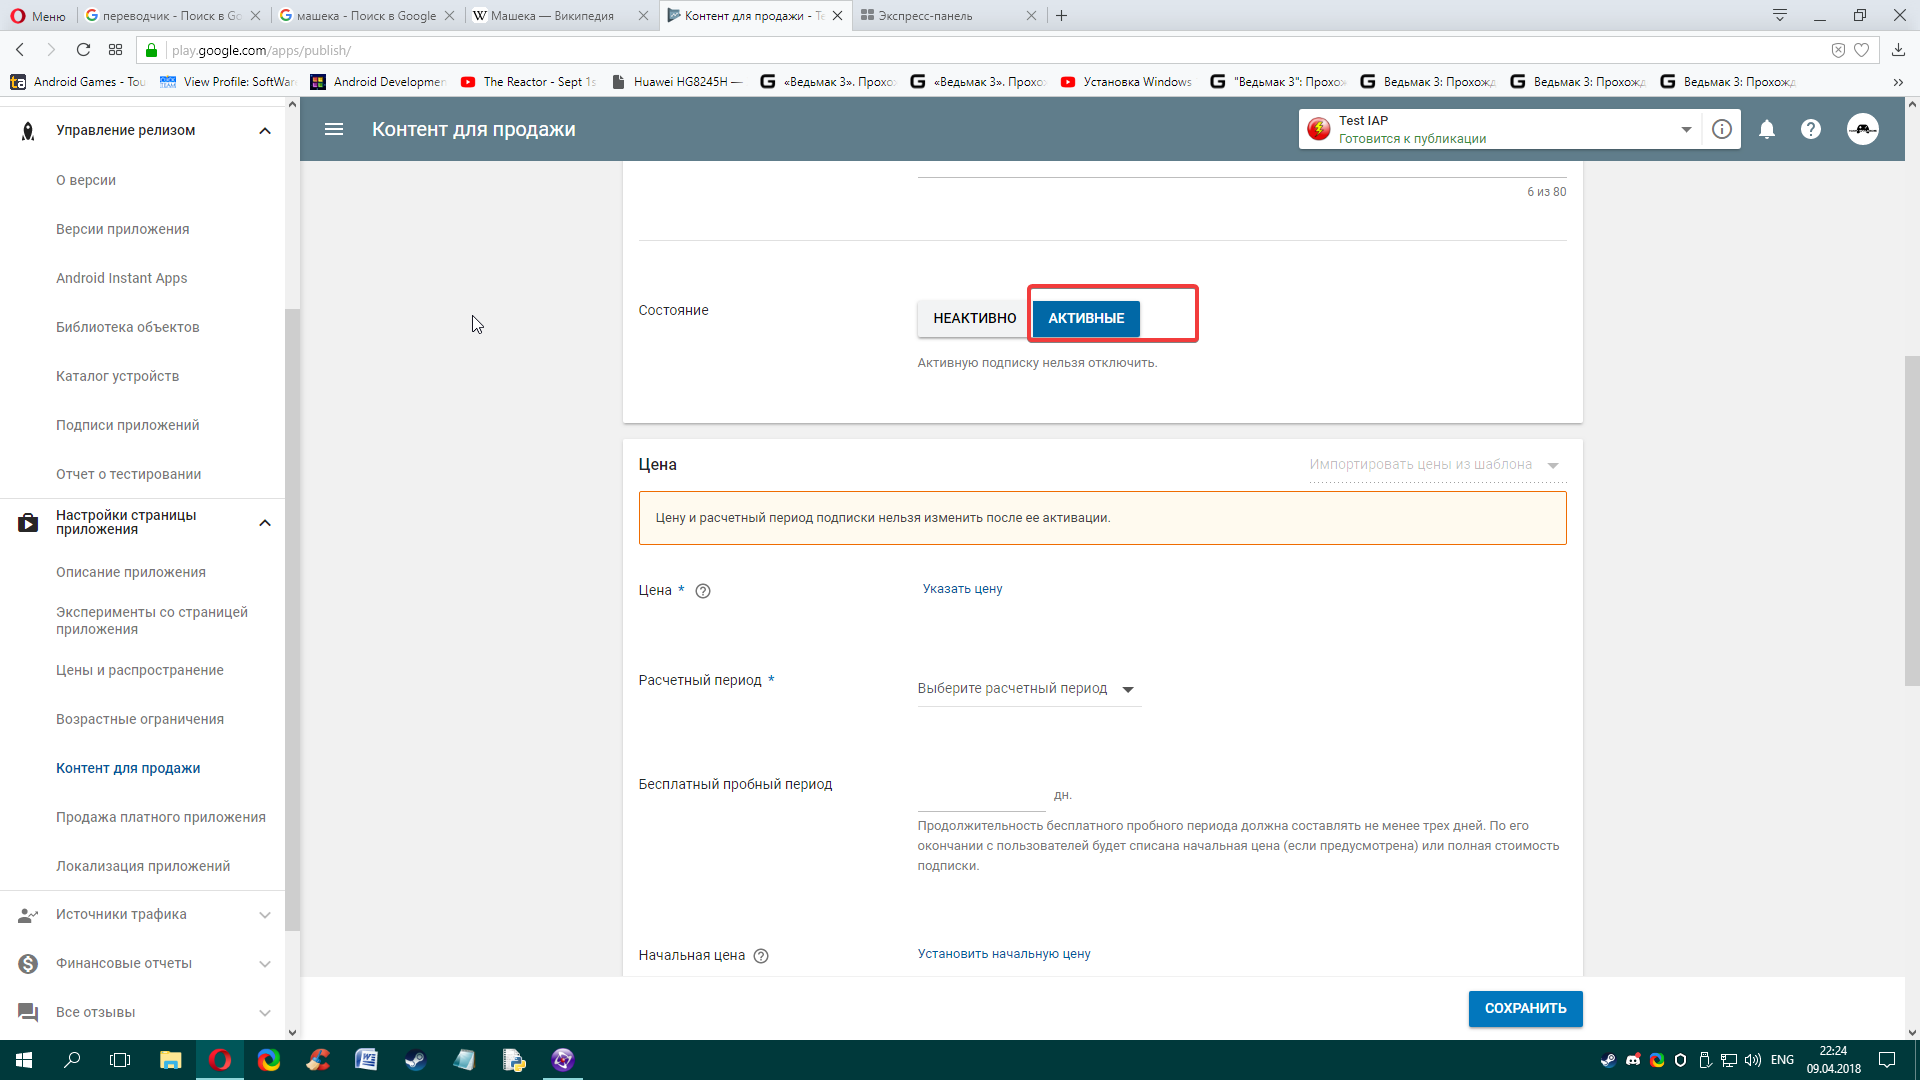 Меню
переводчик - Поиск в Go
машека - Поиск в Google
Машека — Википедия
Контент для продажи - Te
Экспресс-панель
play.google.com/apps/publish/
Android Games - Tou
View Profile: SoftWar
Android Developmen
The Reactor - Sept 1s
Huawei HG8245H —
«Ведьмак 3». Прохо
«Ведьмак 3». Прохо
Установка Windows
"Ведьмак 3": Прохо
Ведьмак 3: Прохожд
Ведьмак 3: Прохожд
Ведьмак 3: Прохожд
Управление релизом
О версии
Версии приложения
Android Instant Apps
Библиотека объектов
Каталог устройств
Подписи приложений
Отчет о тестировании
Настройки страницы
приложения
Описание приложения
Эксперименты со страницей
приложения
Цены и распространение
Возрастные ограничения
Контент для продажи
Продажа платного приложения
Локализация приложений
Источники трафика
Финансовые отчеты
Все отзывы
Контент для продажи
Test IAP
Готовится к публикации
6 из 80
Состояние
НЕАКТИВНО
АКТИВНЫЕ
Активную подписку нельзя отключить.
Цена
Импортировать цены из шаблона
Цену и расчетный период подписки нельзя изменить после ее активации.
Цена *
Указать цену
Расчетный период *
Выберите расчетный период
Бесплатный пробный период
дн.
Продолжительность бесплатного пробного периода должна составлять не менее трех дней. По его
окончании с пользователей будет списана начальная цена (если предусмотрена) или полная стоимость
подписки.
Начальная цена
Установить начальную цену
СОХРАНИТЬ
ENG
22:24
09.04.2018